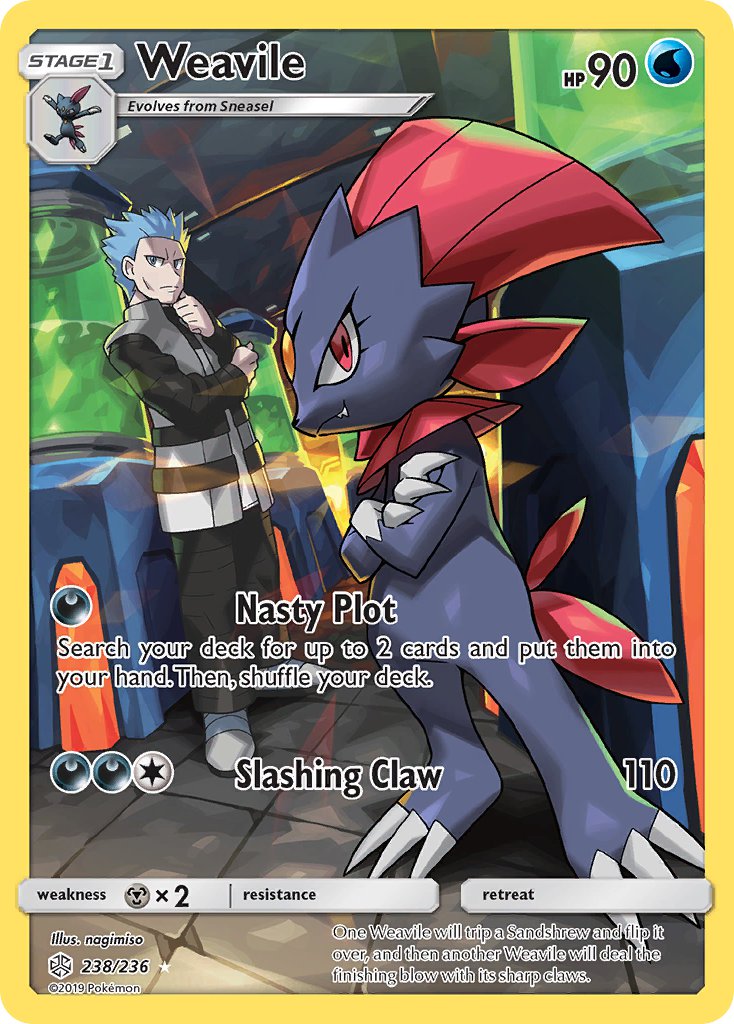 STAGE1
Weavile
HP90
Evolves from Sneasel
Nasty Plot
Search your deck for up to 2 cards and put them into
your hand. Then, shuffle your deck.
Slashing Claw 110
weakness ×2 resistance retreat
Illus. nagimiso
238/236
©2019 Pokémon
One Weavile will trip a Sandshrew and flip it
over, and then another Weavile will deal the
finishing blow with its sharp claws.